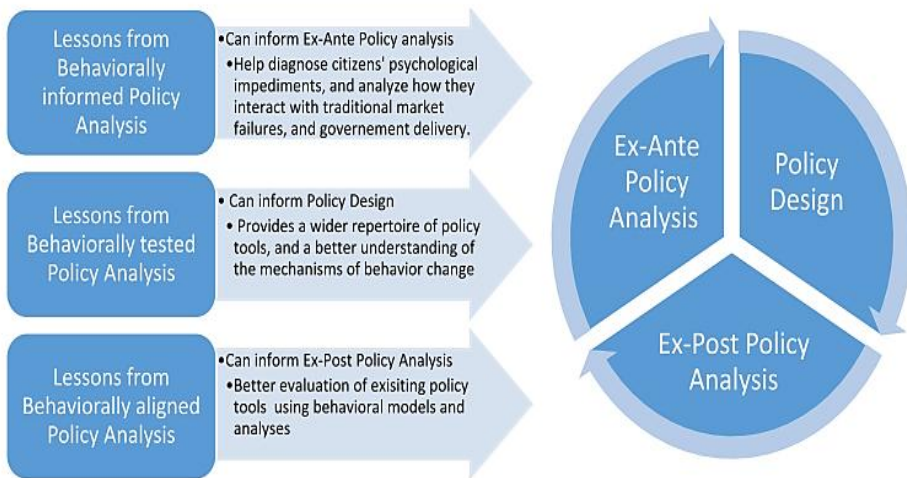 Lessons from
Behaviorally
informed Policy
Analysis
•Can inform Ex-Ante Policy analysis
•Help diagnose citizens' psychological
impediments, and analyze how they
interact with traditional market
failures, and governement delivery.
Lessons from
Behaviorally tested
Policy Analysis
• Can inform Policy Design
• Provides a wider repertoire of policy
tools, and a better understanding of
the mechanisms of behavior change
Lessons from
Behaviorally aligned
Policy Analysis
•Can inform Ex-Post Policy Analysis
•Better evaluation of exisiting policy
tools using behavioral models and
analyses
Ex-Ante
Policy
Analysis
Policy
Design
Ex-Post Policy
Analysis